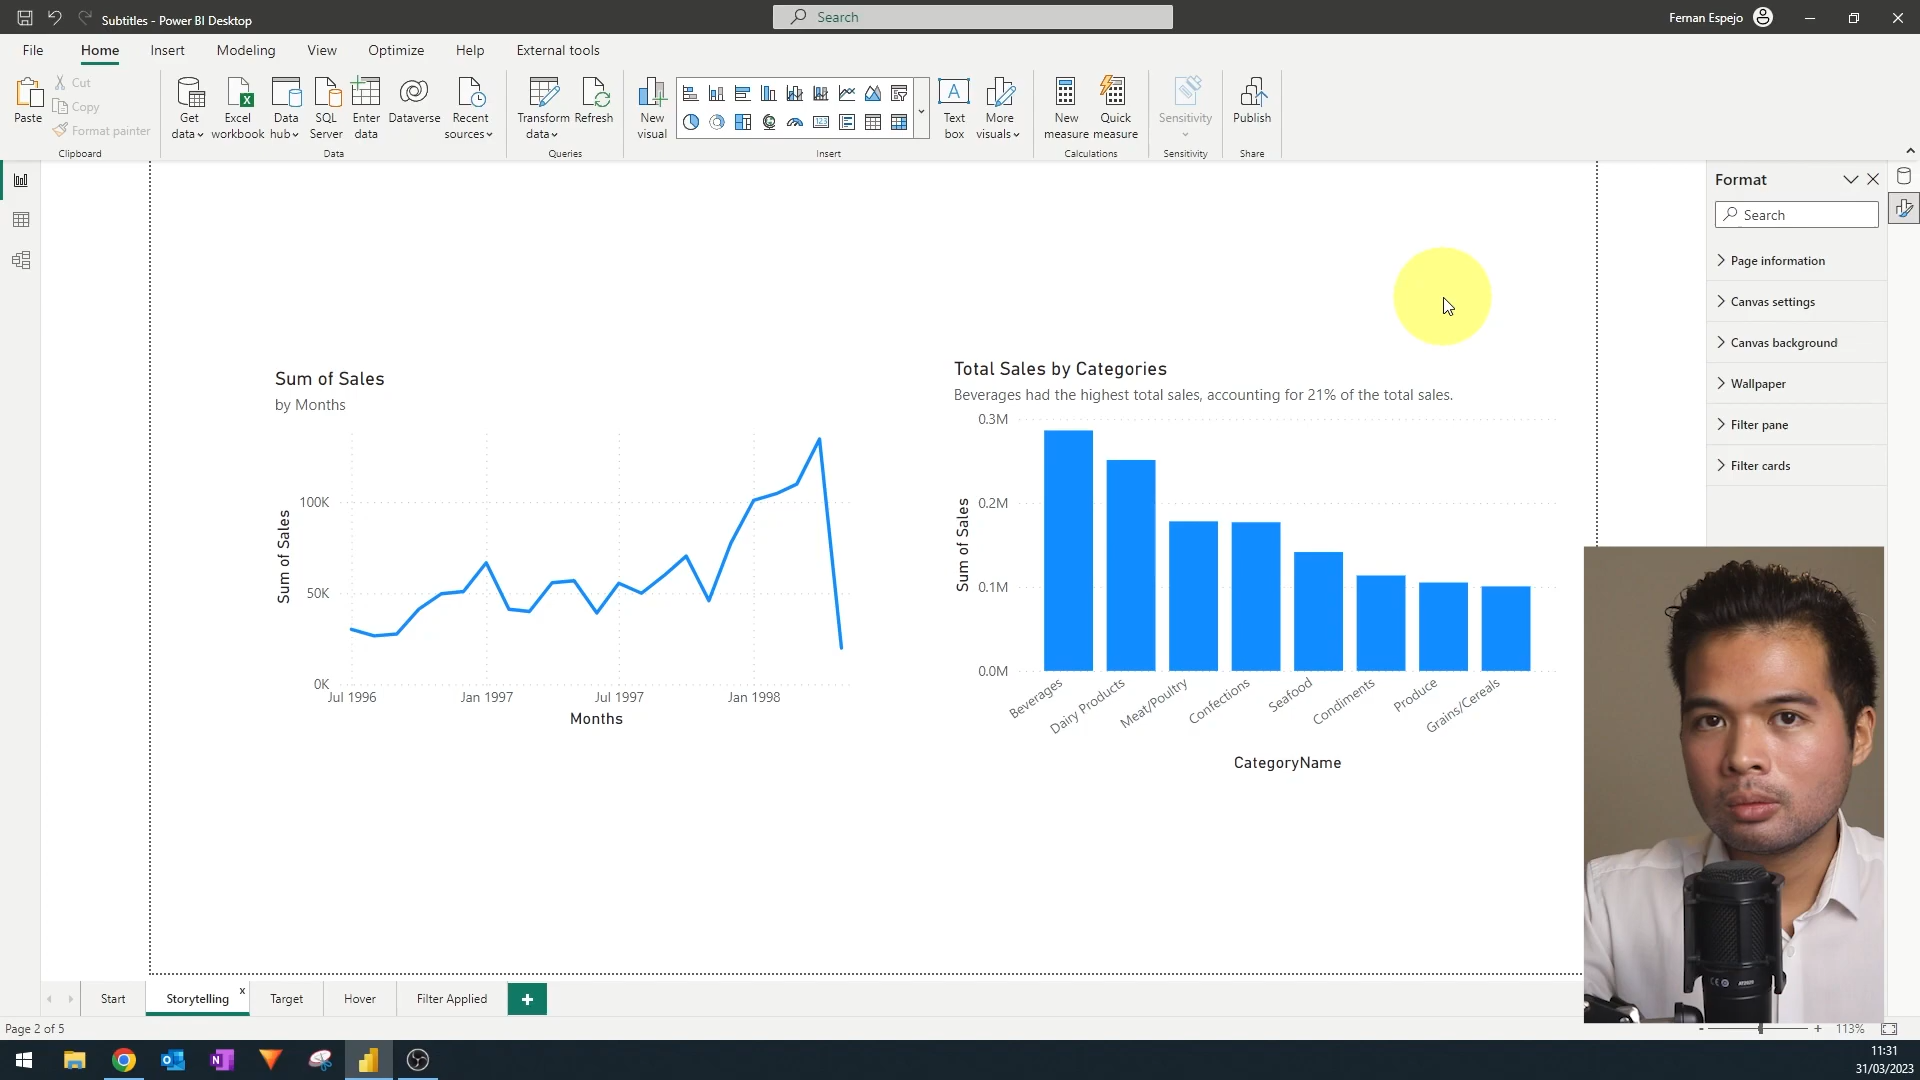 Subtitles - Power BI Desktop
Search
Fernan Espejo
File
Home
Insert
Modeling
View
Optimize
Help
External tools
Paste
Cut
Copy
Format painter
Clipboard
Get data
Excel workbook
Data hub
SQL Server
Enter data
Dataverse
Recent sources
Data
Transform data
Refresh
Queries
New visual
Text box
More visuals
Insert
New measure
Quick measure
Calculations
Sensitivity
Sensitivity
Publish
Share
Sum of Sales
by Months
Sum of Sales
100K
50K
0K
Jul 1996
Jan 1997
Jul 1997
Jan 1998
Months
Total Sales by Categories
Beverages had the highest total sales, accounting for 21% of the total sales.
Sum of Sales
0.3M
0.2M
0.1M
0.0M
Beverages
Dairy Products
Meat/Poultry
Confections
Seafood
Condiments
Produce
Grains/Cereals
CategoryName
Format
Search
Page information
Canvas settings
Canvas background
Wallpaper
Filter pane
Filter cards
Start
Storytelling
x
Target
Hover
Filter Applied
+
Page 2 of 5
- + 113%
11:31
31/03/2023